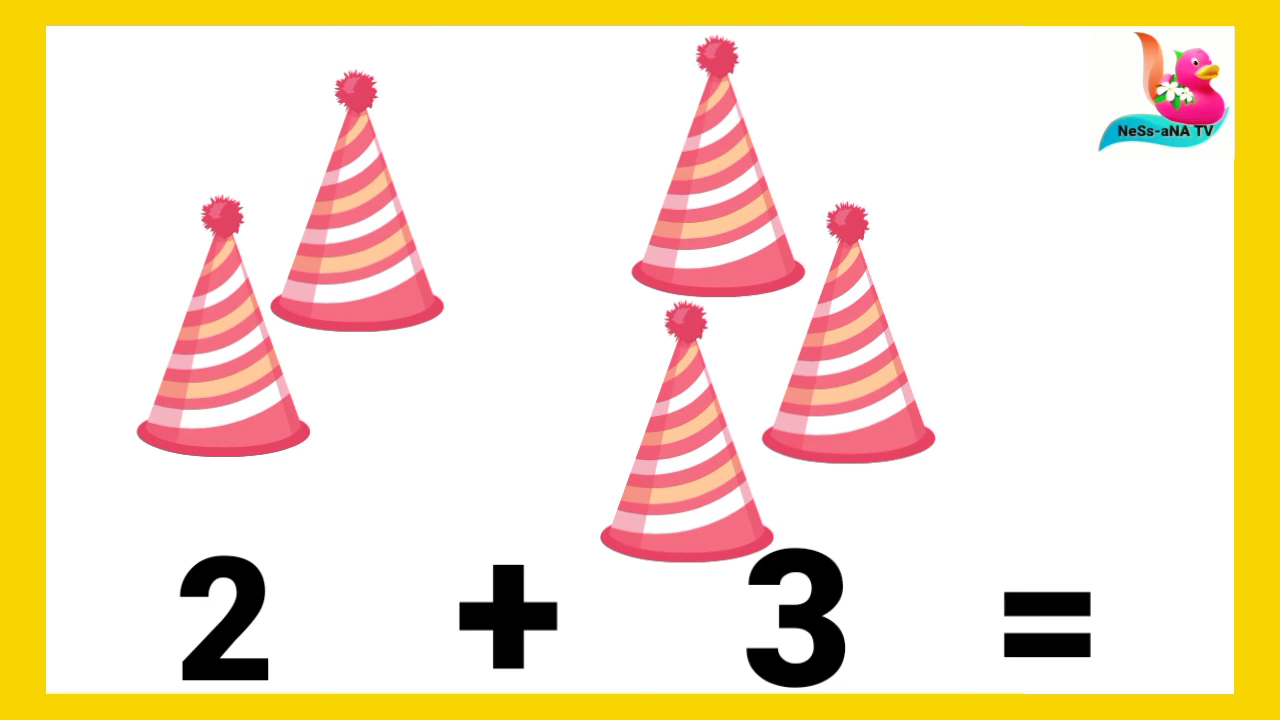 NeSs-aNA TV
2 + 3 =